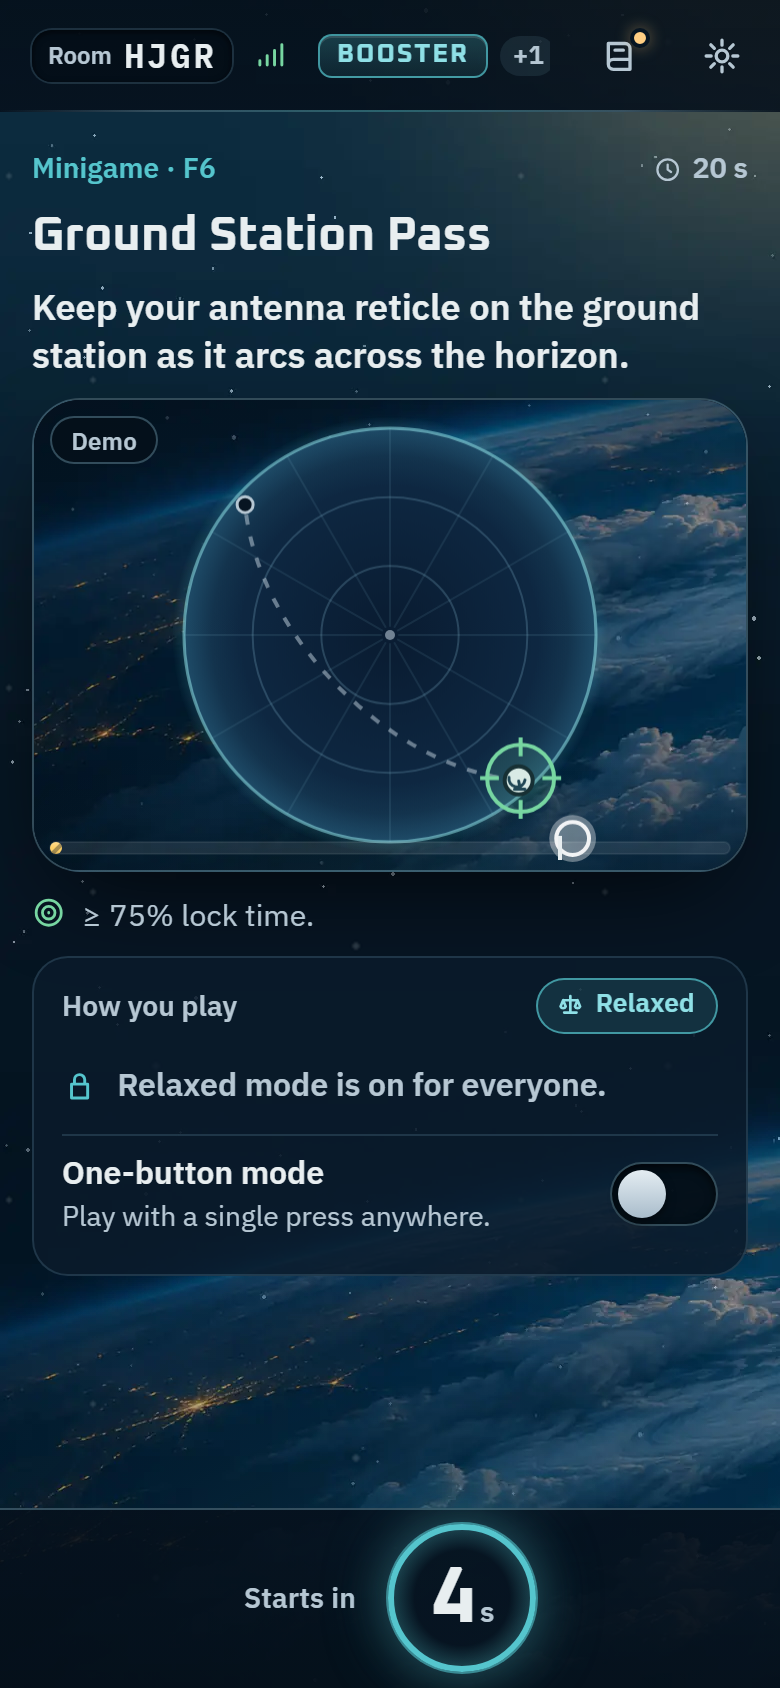 Room HJGR BOOSTER +1
Minigame · F6 20 s
Ground Station Pass
Keep your antenna reticle on the ground
station as it arcs across the horizon.
Demo
≥ 75% lock time.
How you play Relaxed
Relaxed mode is on for everyone.
One-button mode
Play with a single press anywhere.
Starts in 4 s